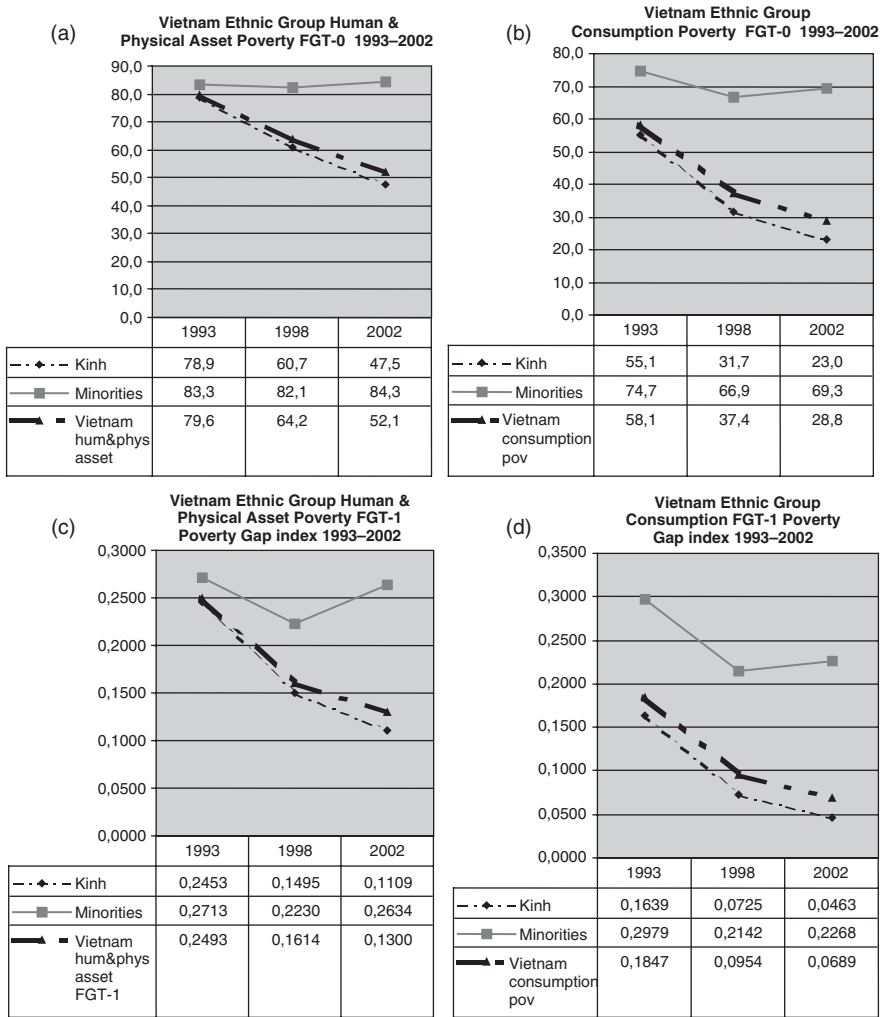 (a)
Vietnam Ethnic Group Human &
Physical Asset Poverty FGT-0 1993–2002
90,0
80,0
70,0
60,0
50,0
40,0
30,0
20,0
10,0
0,0
1993 1998 2002
Kinh 78,9 60,7 47,5
Minorities 83,3 82,1 84,3
Vietnam 79,6 64,2 52,1
hum&phys
asset
(b)
Vietnam Ethnic Group
Consumption Poverty FGT-0 1993–2002
80,0
70,0
60,0
50,0
40,0
30,0
20,0
10,0
0,0
1993 1998 2002
Kinh 55,1 31,7 23,0
Minorities 74,7 66,9 69,3
Vietnam 58,1 37,4 28,8
consumption
pov
(c)
Vietnam Ethnic Group Human &
Physical Asset Poverty FGT-1
Poverty Gap index 1993–2002
0,3000
0,2500
0,2000
0,1500
0,1000
0,0500
0,0000
1993 1998 2002
Kinh 0,2453 0,1495 0,1109
Minorities 0,2713 0,2230 0,2634
Vietnam 0,2493 0,1614 0,1300
hum&phys
asset
FGT-1
(d)
Vietnam Ethnic Group
Consumption FGT-1 Poverty
Gap index 1993–2002
0,3500
0,3000
0,2500
0,2000
0,1500
0,1000
0,0500
0,0000
1993 1998 2002
Kinh 0,1639 0,0725 0,0463
Minorities 0,2979 0,2142 0,2268
Vietnam 0,1847 0,0954 0,0689
consumption
pov